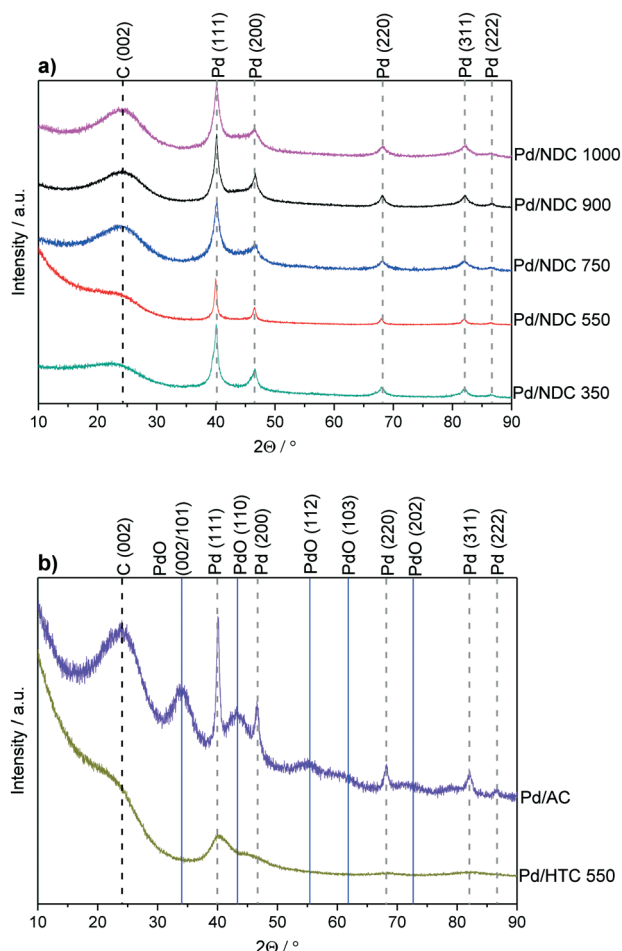 a)
C (002)
Pd (111)
Pd (200)
Pd (220)
Pd (311)
Pd (222)
Intensity / a.u.
Pd/NDC 1000
Pd/NDC 900
Pd/NDC 750
Pd/NDC 550
Pd/NDC 350
10 20 30 40 50 60 70 80 90
2Θ / °
b)
C (002)
PdO
(002/101)
Pd (111)
PdO (110)
Pd (200)
PdO (112)
PdO (103)
Pd (220)
PdO (202)
Pd (311)
Pd (222)
Intensity / a.u.
Pd/AC
Pd/HTC 550
10 20 30 40 50 60 70 80 90
2Θ / °